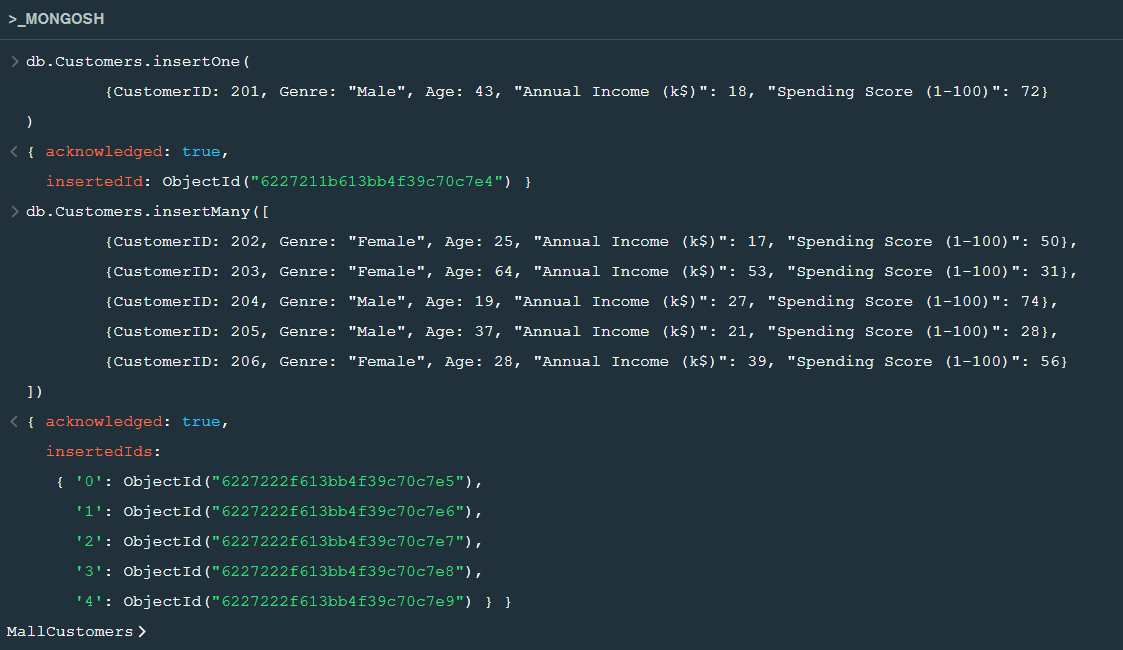 >_MONGOSH
> db.Customers.insertOne(
{CustomerID: 201, Genre: "Male", Age: 43, "Annual Income (k$)": 18, "Spending Score (1-100)": 72}
)
< { acknowledged: true,
insertedId: ObjectId("6227211b613bb4f39c70c7e4") }
> db.Customers.insertMany([
{CustomerID: 202, Genre: "Female", Age: 25, "Annual Income (k$)": 17, "Spending Score (1-100)": 50},
{CustomerID: 203, Genre: "Female", Age: 64, "Annual Income (k$)": 53, "Spending Score (1-100)": 31},
{CustomerID: 204, Genre: "Male", Age: 19, "Annual Income (k$)": 27, "Spending Score (1-100)": 74},
{CustomerID: 205, Genre: "Male", Age: 37, "Annual Income (k$)": 21, "Spending Score (1-100)": 28},
{CustomerID: 206, Genre: "Female", Age: 28, "Annual Income (k$)": 39, "Spending Score (1-100)": 56}
])
< { acknowledged: true,
insertedIds:
{ '0': ObjectId("6227222f613bb4f39c70c7e5"),
'1': ObjectId("6227222f613bb4f39c70c7e6"),
'2': ObjectId("6227222f613bb4f39c70c7e7"),
'3': ObjectId("6227222f613bb4f39c70c7e8"),
'4': ObjectId("6227222f613bb4f39c70c7e9") } }
MallCustomers>